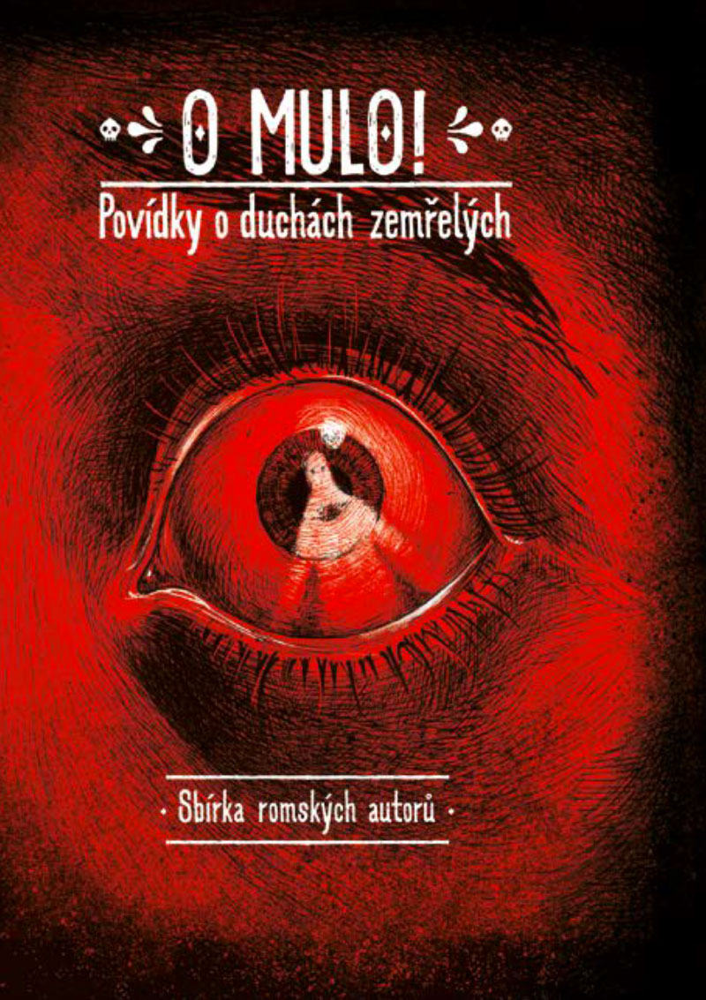 O MULO!
Povídky o duchách zemřelých
· Sbírka romských autorů ·